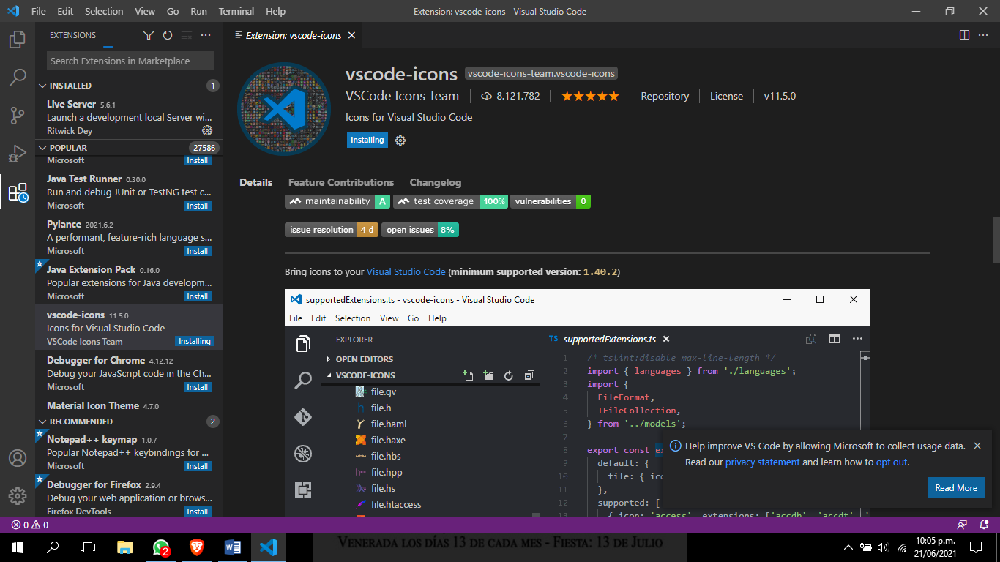 File Edit Selection View Go Run Terminal Help
Extension: vscode-icons - Visual Studio Code
EXTENSIONS
Search Extensions in Marketplace
INSTALLED 1
Live Server 5.6.1
Launch a development local Server wi...
Ritwick Dey
POPULAR 27586
Microsoft Install
Java Test Runner 0.30.0
Run and debug JUnit or TestNG test c...
Microsoft Install
Pylance 2021.6.2
A performant, feature-rich language s...
Microsoft Install
Java Extension Pack 0.16.0
Popular extensions for Java developm...
Microsoft Install
vscode-icons 11.5.0
Icons for Visual Studio Code
VSCode Icons Team Installing
Debugger for Chrome 4.12.12
Debug your JavaScript code in the Ch...
Microsoft Install
Material Icon Theme 4.7.0
RECOMMENDED 2
Notepad++ keymap 1.0.7
Popular Notepad++ keybindings for ...
Microsoft Install
Debugger for Firefox 2.9.4
Debug your web application or brows...
Firefox DevTools Install
Extension: vscode-icons
vscode-icons vscode-icons-team.vscode-icons
VSCode Icons Team 8.121.782 Repository License v11.5.0
Icons for Visual Studio Code
Installing
Details Feature Contributions Changelog
maintainability A test coverage 100% vulnerabilities 0
issue resolution 4 d open issues 8%
Bring icons to your Visual Studio Code (minimum supported version: 1.40.2)
supportedExtensions.ts - vscode-icons - Visual Studio Code
File Edit Selection View Go Help
EXPLORER
OPEN EDITORS
VSCODE-ICONS
file.gv
file.h
file.haml
file.haxe
file.hbs
file.hpp
file.hs
file.htaccess
TS supportedExtensions.ts
1 /* tslint:disable max-line-length */
2 import { languages } from './languages';
3 import {
4 FileFormat,
5 IFileCollection,
6 } from '../models';
7
8 export const
9 default: {
10 file: {
11 },
12 supported: [
13 { icon: 'access', extensions: ['accdb', 'accdt',
Help improve VS Code by allowing Microsoft to collect usage data.
Read our privacy statement and learn how to opt out.
Read More
0 0
2
VENERADA LOS DÍAS 13 DE CADA MES - FIESTA: 13 DE JULIO
10:05 p.m.
21/06/2021